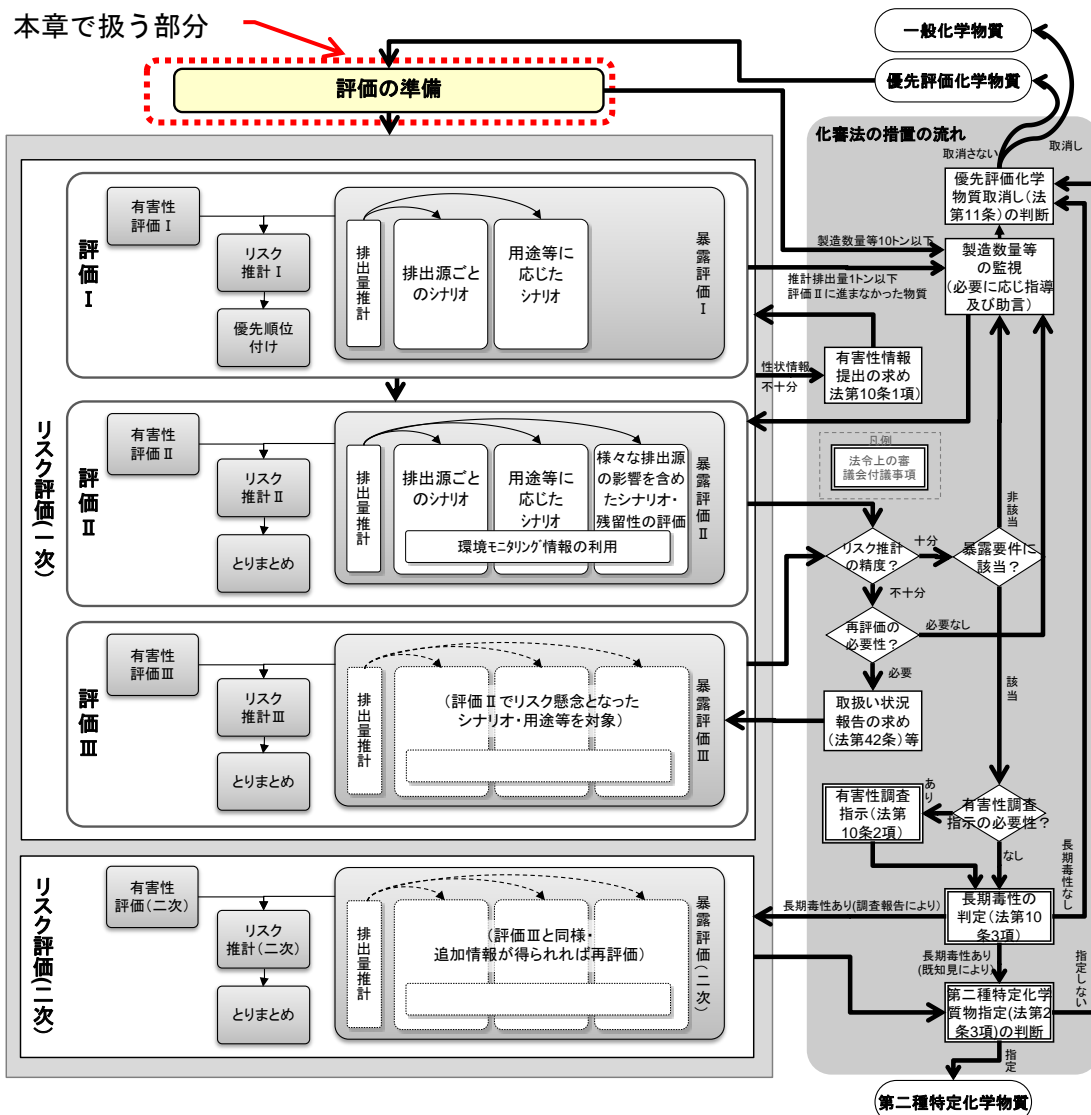 本章で扱う部分
一般化学物質
優先評価化学物質
評価の準備
化審法の措置の流れ
取消さない
取消し
優先評価化学
物質取消し(法
第11条)の判断
製造数量等10トン以下
製造数量等
の監視
(必要に応じ指導
及び助言)
推計排出量1トン以下
評価Ⅱに進まなかった物質
性状情報
不十分
有害性情報
提出の求め
法第10条1項)
凡例
法令上の審
議会付議事項
リスク評価(一次)
評価Ⅰ
有害性
評価Ⅰ
リスク
推計Ⅰ
優先順位
付け
排出量推計
排出源ごと
のシナリオ
用途等に
応じた
シナリオ
暴露評価Ⅰ
評価Ⅱ
有害性
評価Ⅱ
リスク
推計Ⅱ
とりまとめ
排出量推計
排出源ごと
のシナリオ
用途等に
応じた
シナリオ
様々な排出源
の影響を含め
たシナリオ・
残留性の評価
環境モニタリング情報の利用
暴露評価Ⅱ
評価Ⅲ
有害性
評価Ⅲ
リスク
推計Ⅲ
とりまとめ
排出量推計
(評価Ⅱでリスク懸念となった
シナリオ・用途等を対象)
暴露評価Ⅲ
リスク推計
の精度?
十分
暴露要件に
該当?
非該当
不十分
再評価の
必要性?
必要なし
必要
該当
取扱い状況
報告の求め
(法第42条)等
有害性調査
指示(法第
10条2項)
あり
有害性調査
指示の必要性?
なし
長期毒性なし
リスク評価(二次)
有害性
評価(二次)
リスク
推計(二次)
とりまとめ
排出量推計
(評価Ⅲと同様・
追加情報が得られれば再評価)
暴露評価(二次)
長期毒性あり(調査報告により)
長期毒性の
判定(法第10
条3項)
長期毒性あり
(既知見により)
指定しない
第二種特定化学
質物指定(法第2
条3項)の判断
指定
第二種特定化学物質